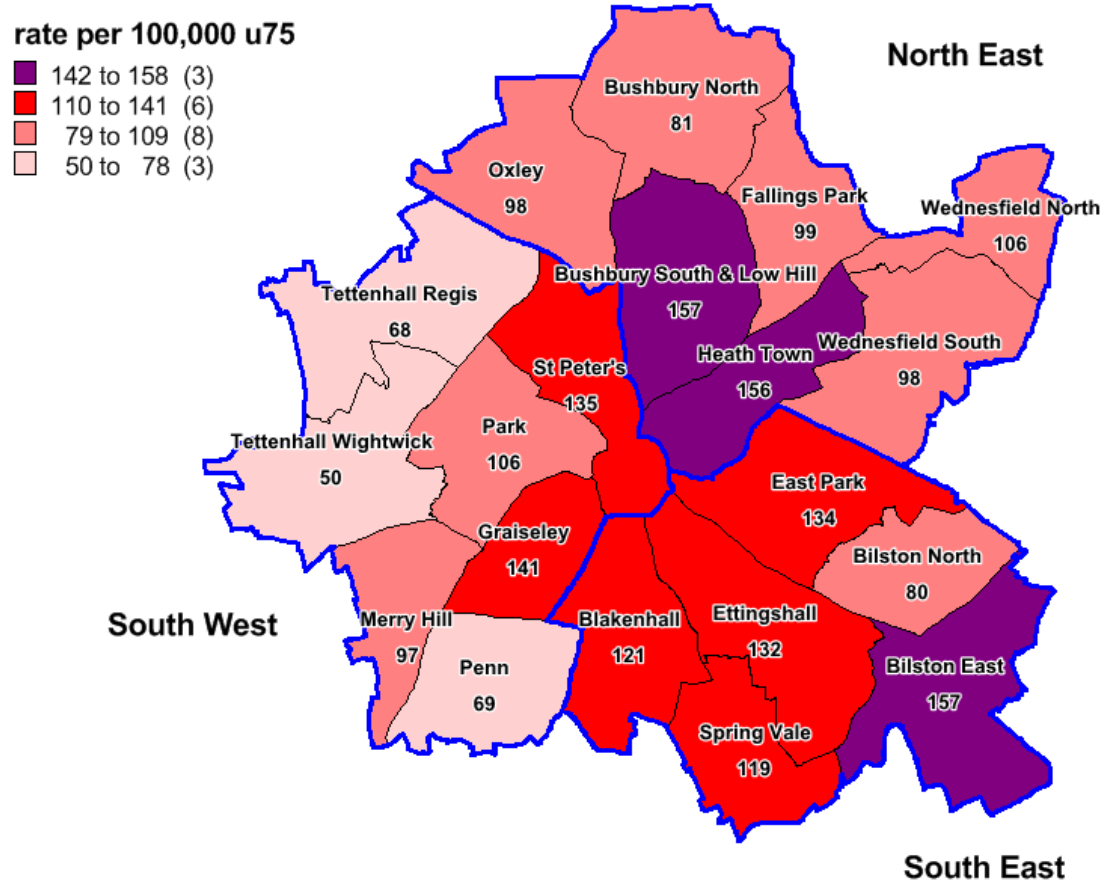 rate per 100,000 u75
142 to 158 (3)
110 to 141 (6)
79 to 109 (8)
50 to 78 (3)
North East
Bushbury North
81
Oxley
98
Fallings Park
99
Wednesfield North
106
Bushbury South & Low Hill
157
Tettenhall Regis
68
Heath Town
156
Wednesfield South
98
St Peter's
135
Park
106
Tettenhall Wightwick
50
East Park
134
Graiseley
141
Bilston North
80
South West
Merry Hill
97
Blakenhall
121
Ettingshall
132
Penn
69
Bilston East
157
Spring Vale
119
South East